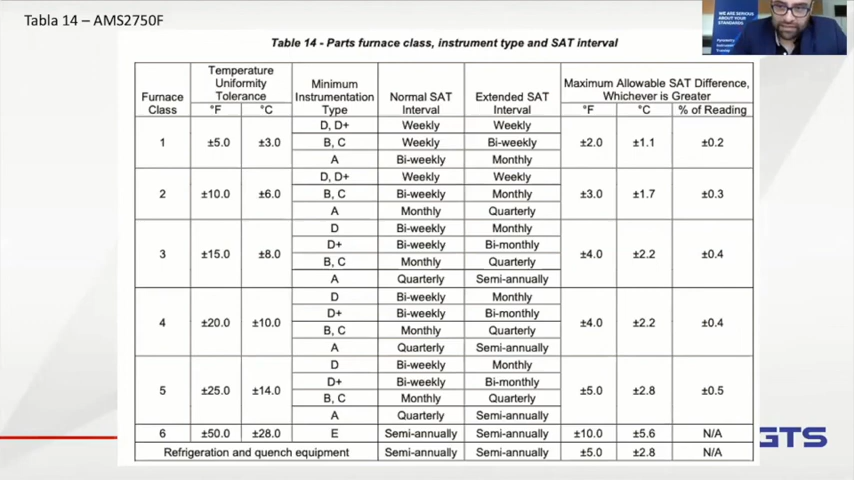 Tabla 14 – AMS2750F
WE ARE SERIOUS
ABOUT YOUR
STANDARDS
Table 14 - Parts furnace class, instrument type and SAT interval
Furnace Class | Temperature Uniformity Tolerance | Minimum Instrumentation Type | Normal SAT Interval | Extended SAT Interval | Maximum Allowable SAT Difference, Whichever is Greater
°F | °C | °F | °C | % of Reading
1 | ±5.0 | ±3.0 | D, D+ | Weekly | Weekly | ±2.0 | ±1.1 | ±0.2
B, C | Weekly | Bi-weekly
A | Bi-weekly | Monthly
2 | ±10.0 | ±6.0 | D, D+ | Weekly | Weekly | ±3.0 | ±1.7 | ±0.3
B, C | Bi-weekly | Monthly
A | Monthly | Quarterly
3 | ±15.0 | ±8.0 | D | Bi-weekly | Monthly | ±4.0 | ±2.2 | ±0.4
D+ | Bi-weekly | Bi-monthly
B, C | Monthly | Quarterly
A | Quarterly | Semi-annually
4 | ±20.0 | ±10.0 | D | Bi-weekly | Monthly | ±4.0 | ±2.2 | ±0.4
D+ | Bi-weekly | Bi-monthly
B, C | Monthly | Quarterly
A | Quarterly | Semi-annually
5 | ±25.0 | ±14.0 | D | Bi-weekly | Monthly | ±5.0 | ±2.8 | ±0.5
D+ | Bi-weekly | Bi-monthly
B, C | Monthly | Quarterly
A | Quarterly | Semi-annually
6 | ±50.0 | ±28.0 | E | Semi-annually | Semi-annually | ±10.0 | ±5.6 | N/A
Refrigeration and quench equipment | Semi-annually | Semi-annually | ±5.0 | ±2.8 | N/A
GTS